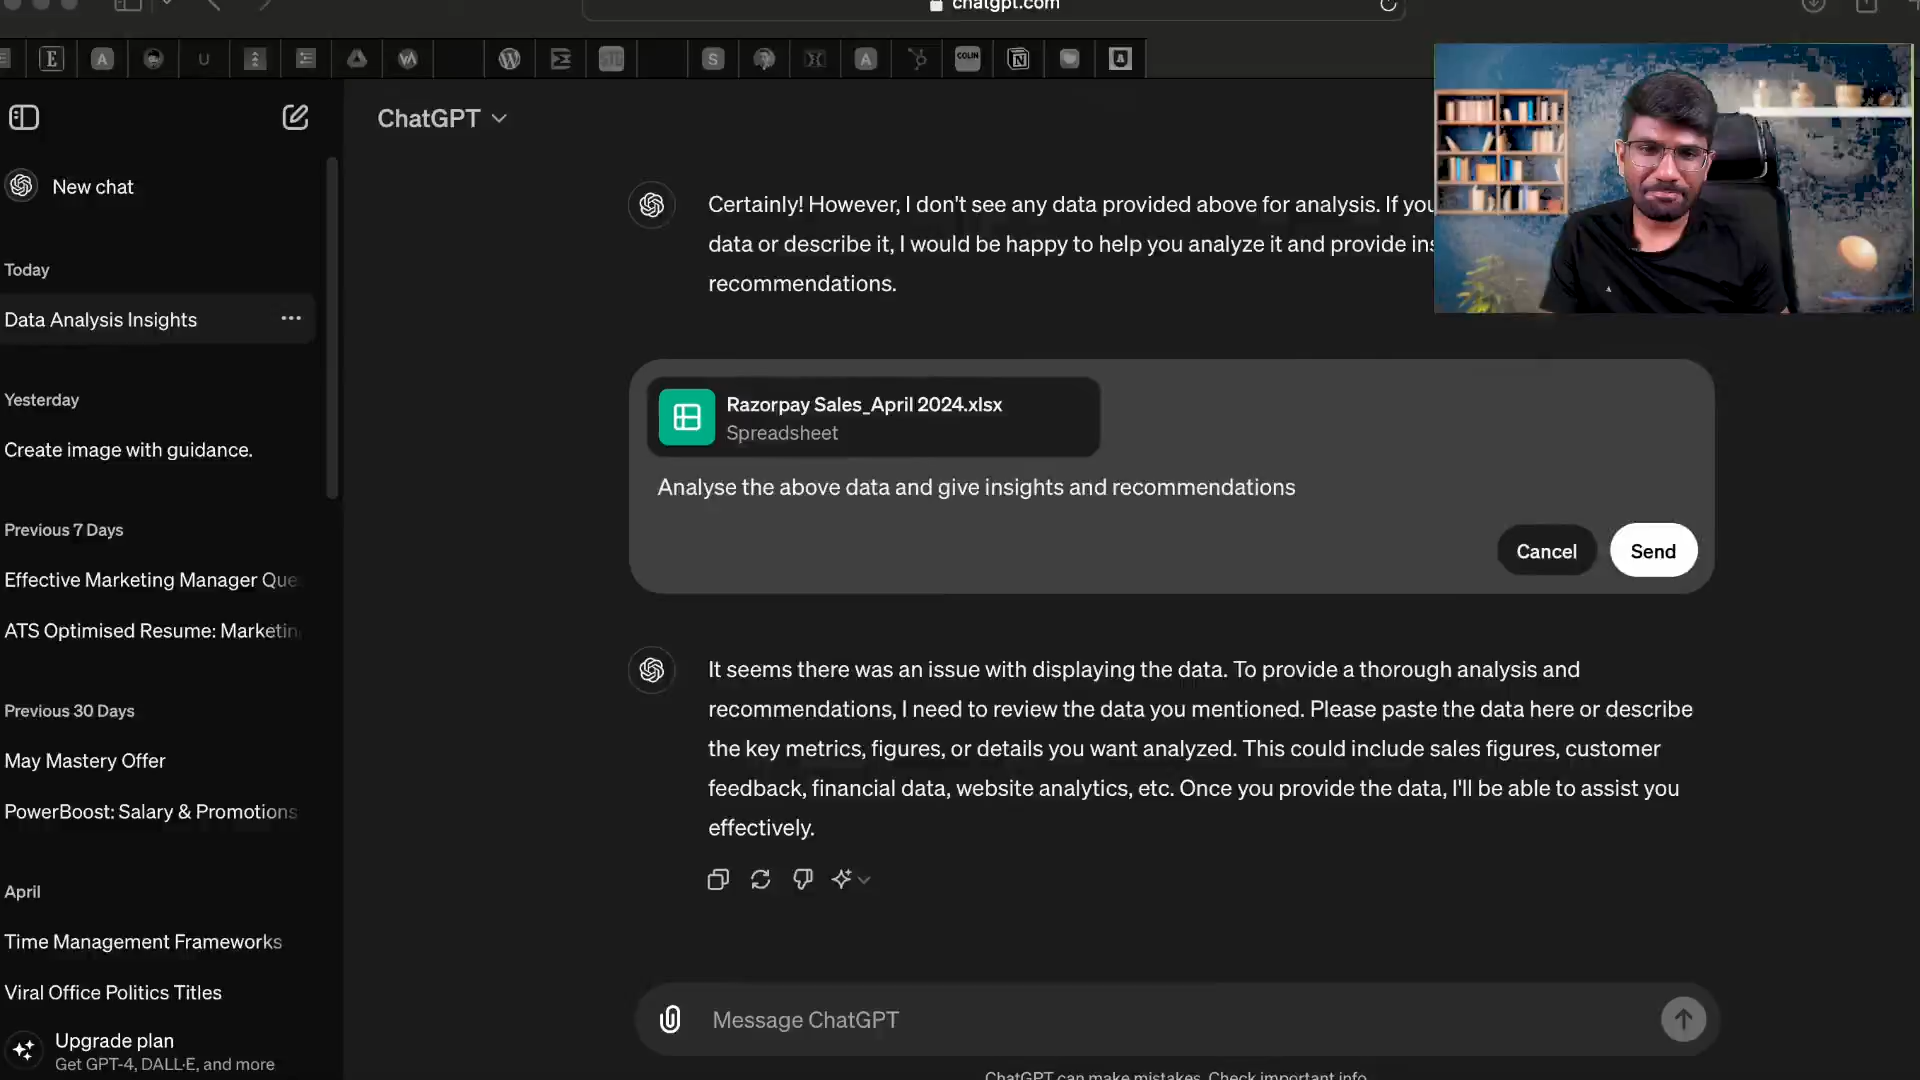 chatgpt.com
E
A
U
S
A
COLIN
A
ChatGPT
New chat
Today
Data Analysis Insights
Yesterday
Create image with guidance.
Previous 7 Days
Effective Marketing Manager Que
ATS Optimised Resume: Marketin
Previous 30 Days
May Mastery Offer
PowerBoost: Salary & Promotions
April
Time Management Frameworks
Viral Office Politics Titles
Upgrade plan
Get GPT-4, DALL·E, and more
Certainly! However, I don't see any data provided above for analysis. If you
data or describe it, I would be happy to help you analyze it and provide ins
recommendations.
Razorpay Sales_April 2024.xlsx
Spreadsheet
Analyse the above data and give insights and recommendations
Cancel
Send
It seems there was an issue with displaying the data. To provide a thorough analysis and
recommendations, I need to review the data you mentioned. Please paste the data here or describe
the key metrics, figures, or details you want analyzed. This could include sales figures, customer
feedback, financial data, website analytics, etc. Once you provide the data, I'll be able to assist you
effectively.
Message ChatGPT
ChatGPT can make mistakes. Check important info.